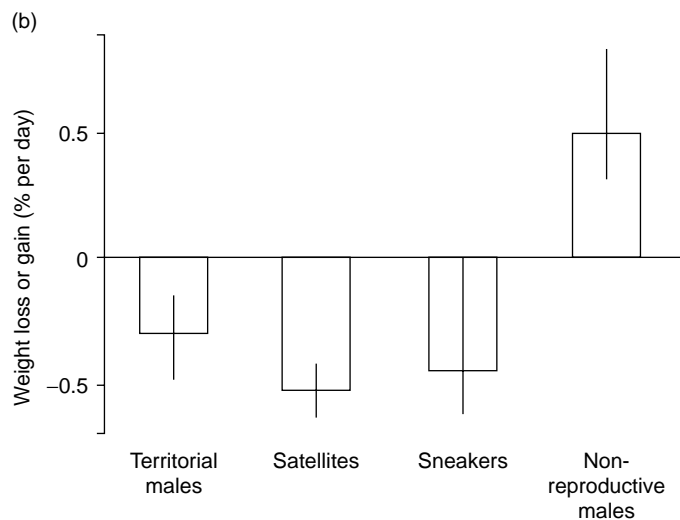 (b)
Weight loss or gain (% per day)
0.5
0
−0.5
Territorial
males
Satellites
Sneakers
Non-
reproductive
males